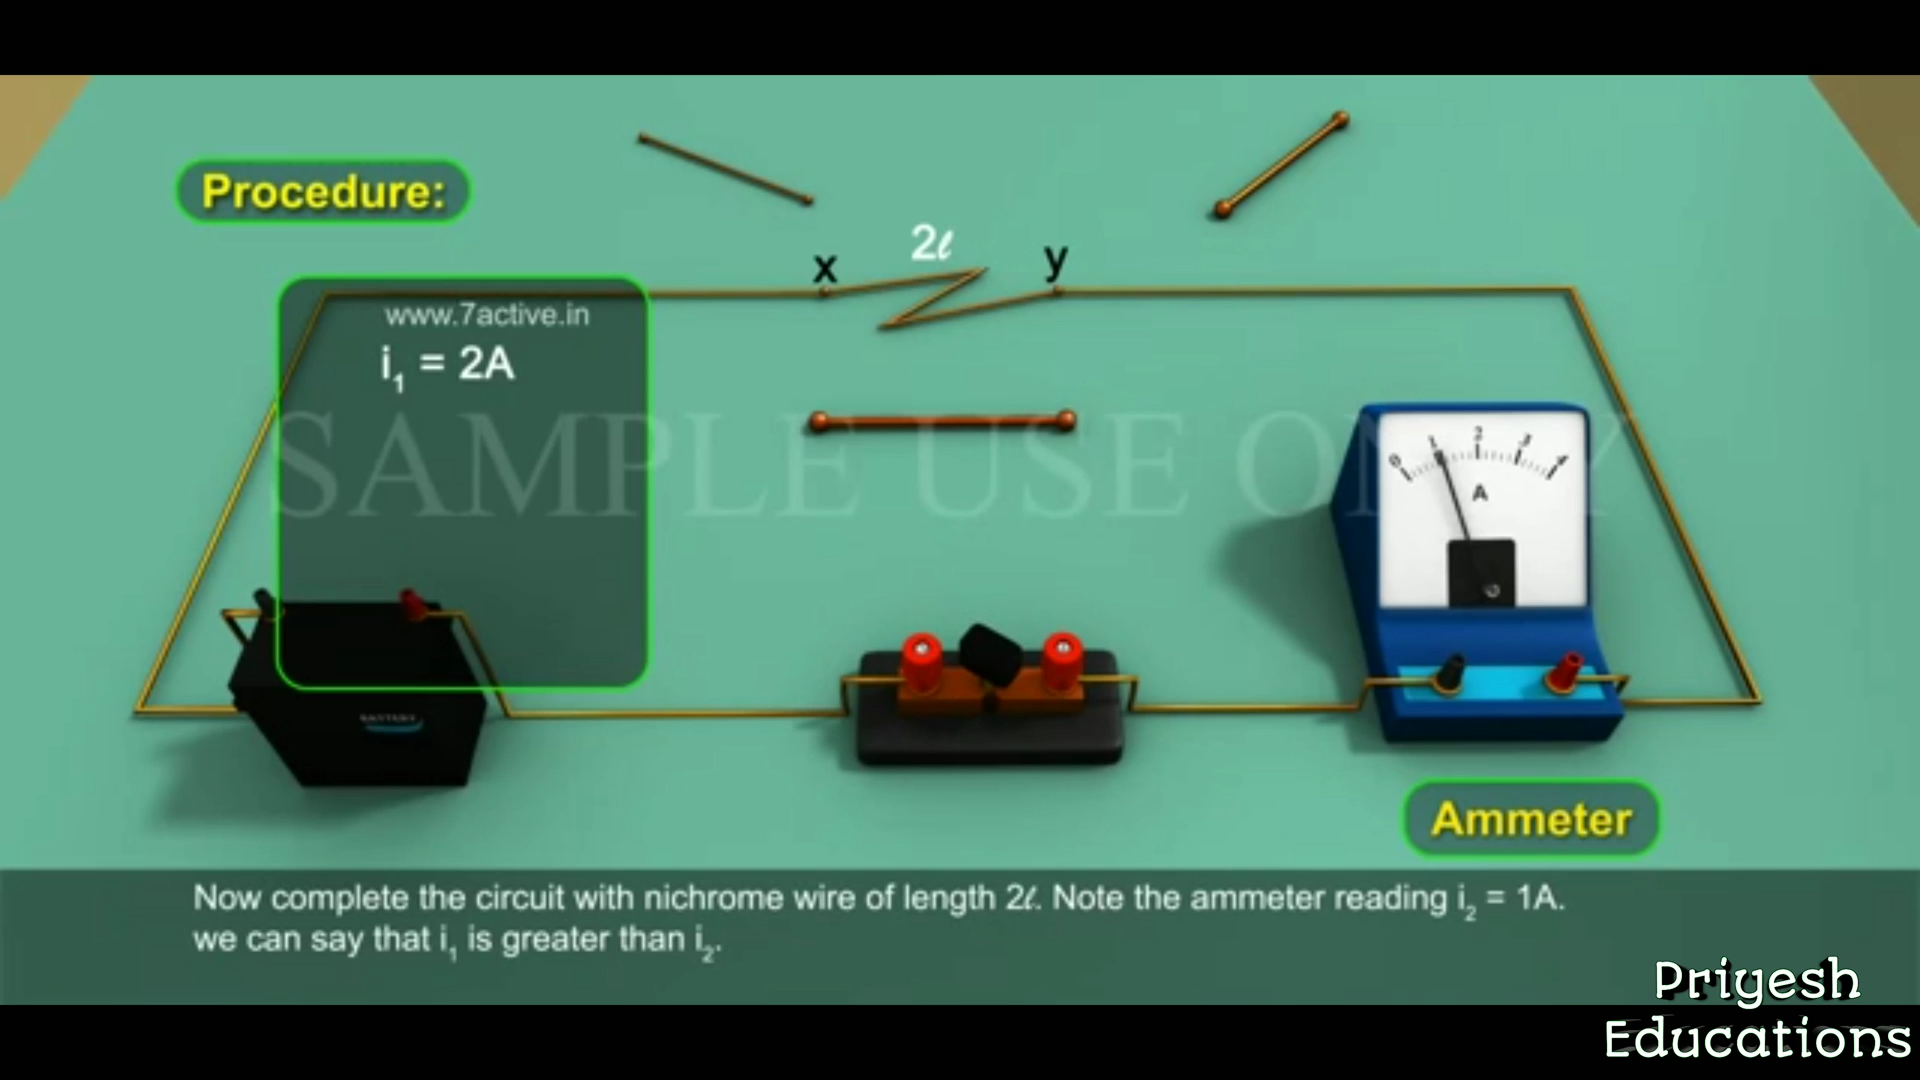 Procedure:
2ℓ
x
y
www.7active.in
i₁ = 2A
SAMPLE USE ONLY
0 1 2 3 4
A
BATTERY
Ammeter
Now complete the circuit with nichrome wire of length 2ℓ. Note the ammeter reading i₂ = 1A.
we can say that i₁ is greater than i₂.
Priyesh
Educations